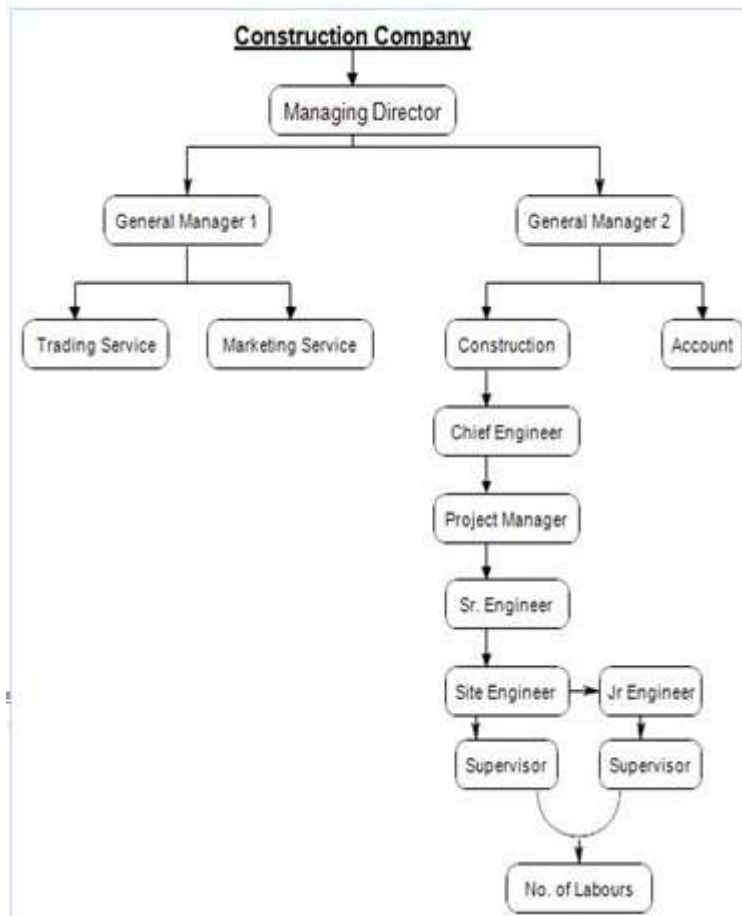 Construction Company
Managing Director
General Manager 1
General Manager 2
Trading Service
Marketing Service
Construction
Account
Chief Engineer
Project Manager
Sr. Engineer
Site Engineer
Jr Engineer
Supervisor
Supervisor
No. of Labours